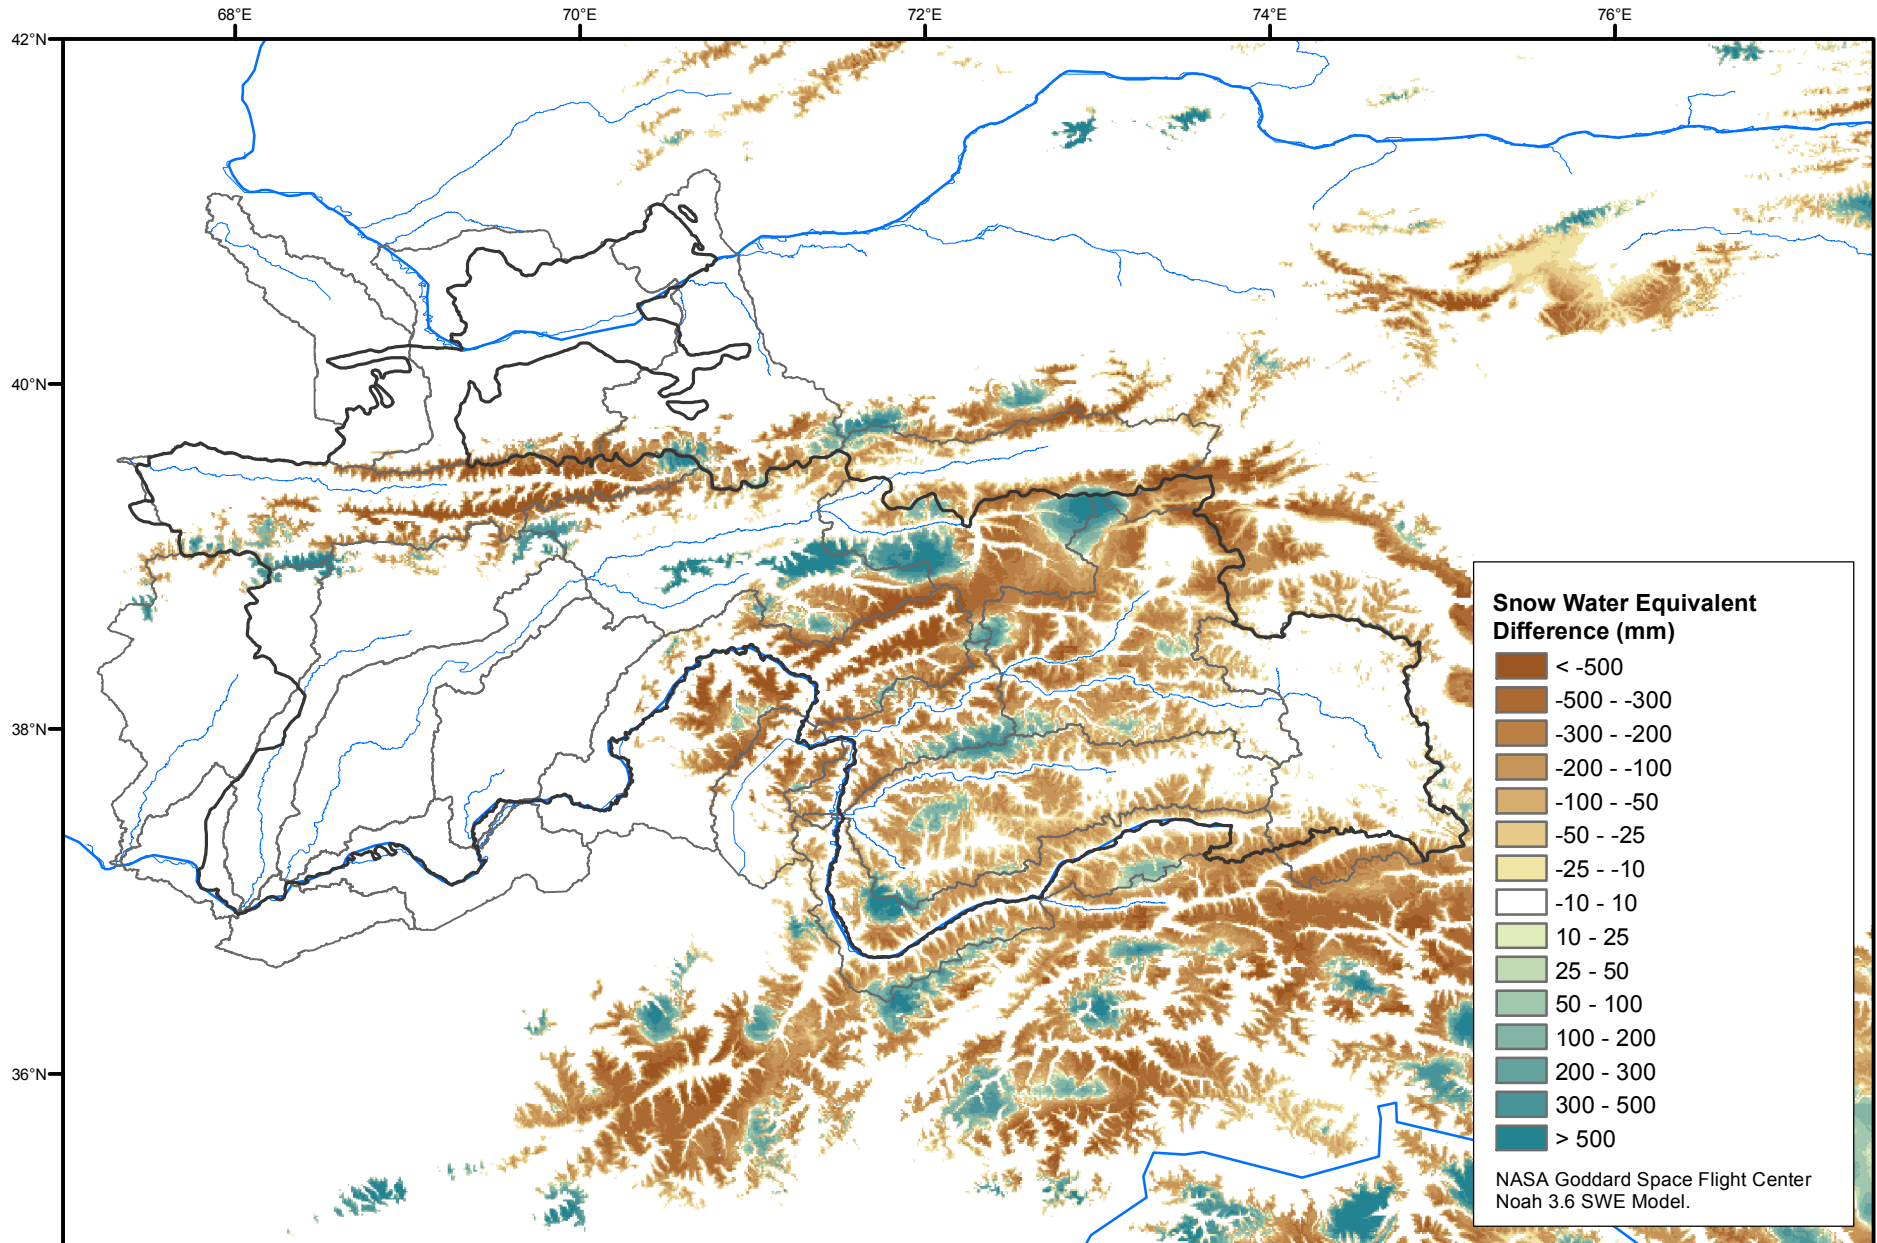 68°E 70°E 72°E 74°E 76°E
42°N
40°N
38°N
36°N
Snow Water Equivalent
Difference (mm)
< -500
-500 - -300
-300 - -200
-200 - -100
-100 - -50
-50 - -25
-25 - -10
-10 - 10
10 - 25
25 - 50
50 - 100
100 - 200
200 - 300
300 - 500
> 500
NASA Goddard Space Flight Center
Noah 3.6 SWE Model.